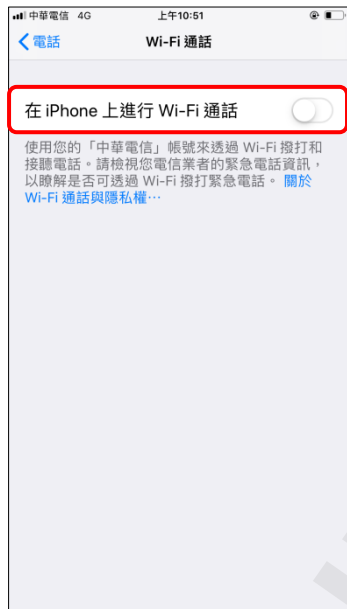 中華電信 4G 上午10:51
電話 Wi-Fi 通話
在 iPhone 上進行 Wi-Fi 通話
使用您的「中華電信」帳號來透過 Wi-Fi 撥打和
接聽電話。請檢視您電信業者的緊急電話資訊，
以瞭解是否可透過 Wi-Fi 撥打緊急電話。關於
Wi-Fi 通話與隱私權⋯